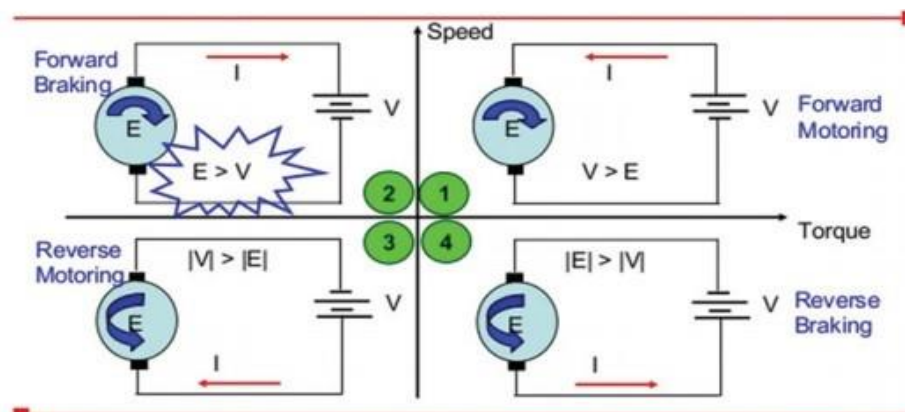 Speed
Forward
Braking
I
E
V
E > V
I
E
V
V > E
Forward
Motoring
2
1
3
4
Torque
Reverse
Motoring
|V| > |E|
E
V
I
|E| > |V|
E
V
I
Reverse
Braking